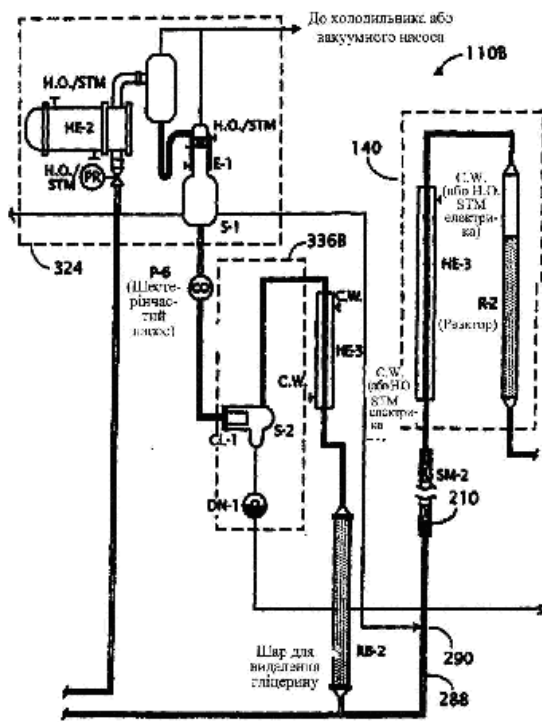 До холодильника або
вакуумного насоса
110B
H.O./STM
HE-2
H.O./STM
E-1
H.O./
STM
PR
S-1
324
336B
P-6
(Шестерінчастий
насос)
CO
C.W.
HE-3
C.W.
CL-1
S-2
DN-1
140
C.W.
(або H.O.
STM
електрика)
HE-3
R-2
(Реактор)
C.W.
(або H.O.
STM
електрика
SM-2
210
Шар для
видалення
гліцерину
RB-2
290
288